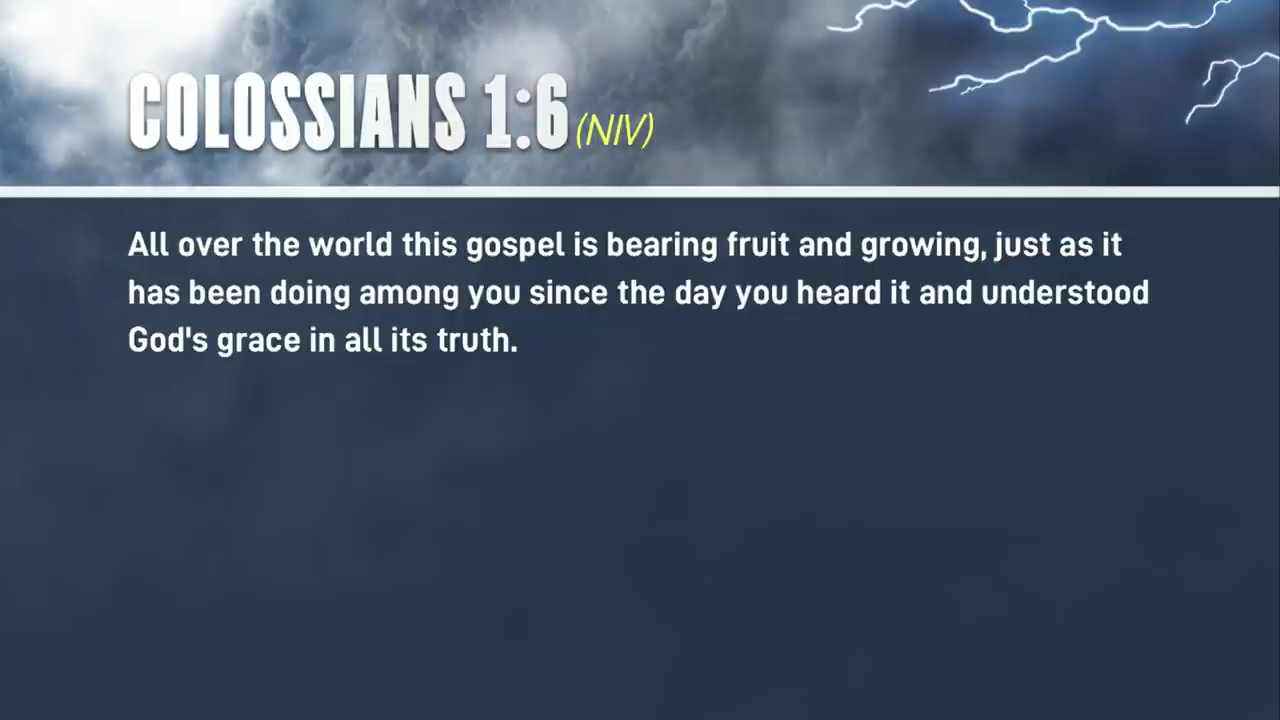 COLOSSIANS 1:6 (NIV)
All over the world this gospel is bearing fruit and growing, just as it
has been doing among you since the day you heard it and understood
God's grace in all its truth.